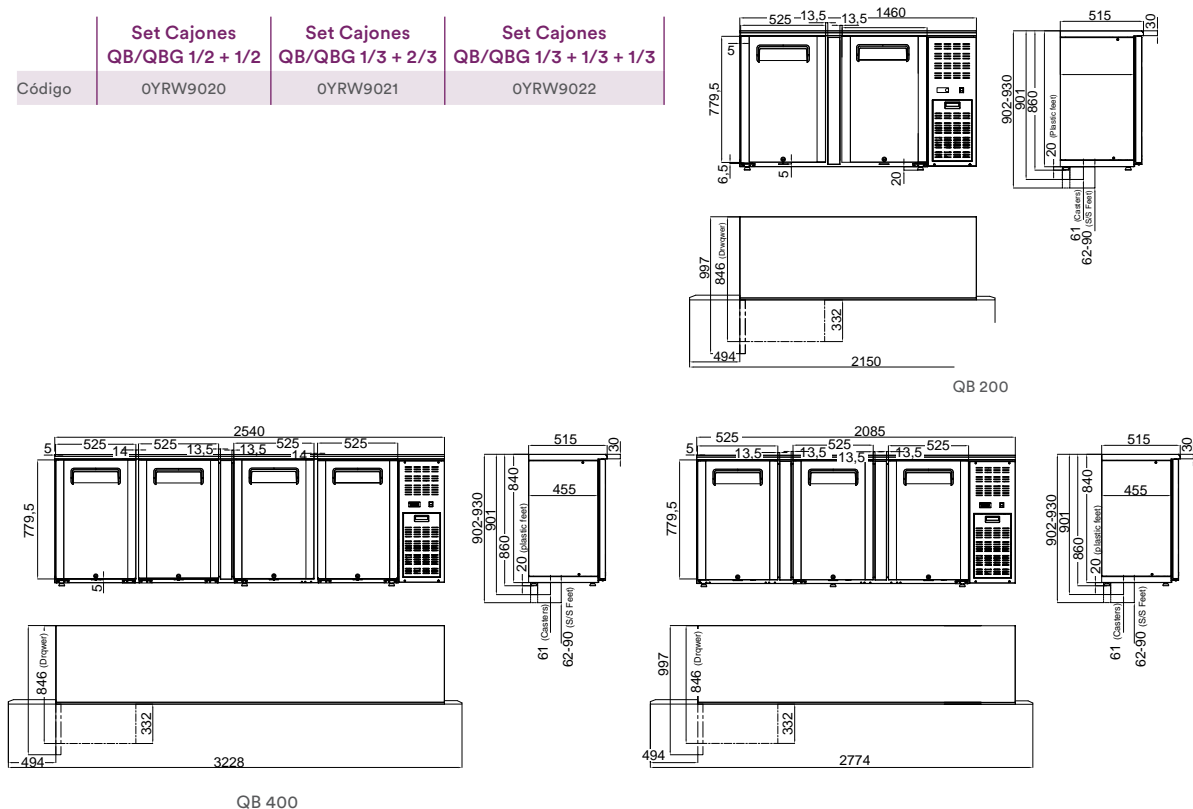 Set Cajones
QB/QBG 1/2 + 1/2
Set Cajones
QB/QBG 1/3 + 2/3
Set Cajones
QB/QBG 1/3 + 1/3 + 1/3
Código
0YRW9020
0YRW9021
0YRW9022
1460
525
13,5
13,5
5
779,5
6,5
5
20
515
30
902-930
901
860
20 (Plastic feet)
61 (Casters)
62-90 (S/S Feet)
997
846 (Drwqwer)
332
494
2150
QB 200
2540
5
525
14
525
13,5
13,5
525
14
525
779,5
5
515
30
840
455
902-930
901
860
20 (plastic feet)
61 (Casters)
62-90 (S/S Feet)
846 (Drqwer)
332
494
3228
QB 400
2085
5
525
13,5
13,5
525
13,5
13,5
525
779,5
515
30
840
455
902-930
901
860
20 (plastic feet)
61 (Casters)
62-90 (S/S Feet)
997
846 (Drqwer)
332
494
2774